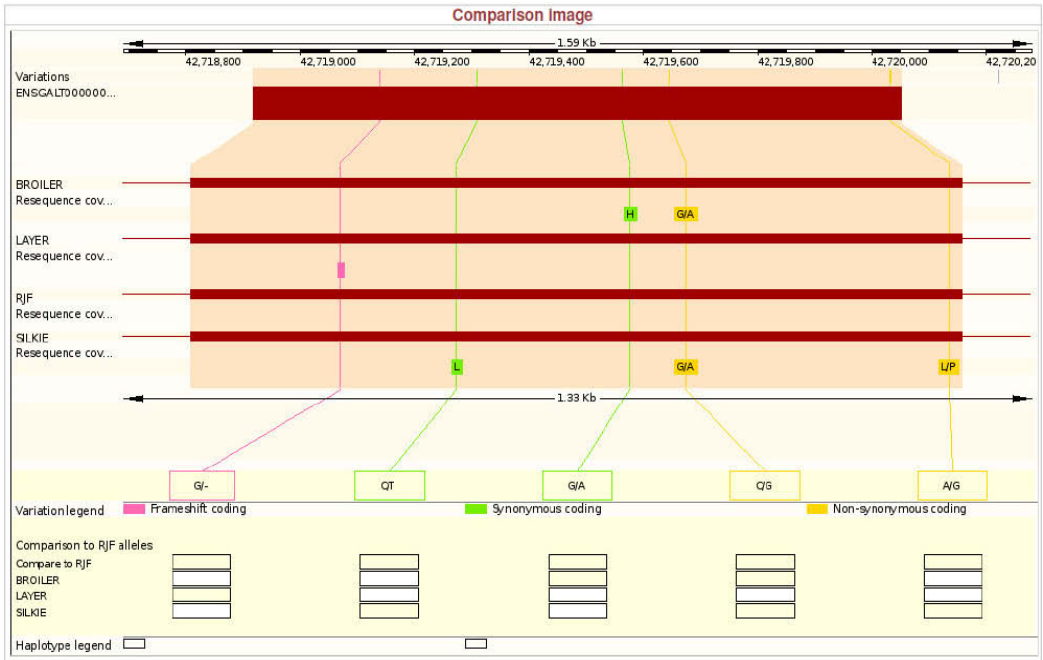 Comparison image
1.59 Kb
42,718,800 42,719,000 42,719,200 42,719,400 42,719,600 42,719,800 42,720,000 42,720,20
Variations
ENSGALT000000...
BROILER
Resequence cov...
H G/A
LAYER
Resequence cov...
RJF
Resequence cov...
SILKIE
Resequence cov...
L G/A L/P
1.33 Kb
G/- C/T G/A C/G A/G
Variation legend Frameshift coding Synonymous coding Non-synonymous coding
Comparison to RJF alleles
Compare to RJF
BROILER
LAYER
SILKIE
Haplotype legend